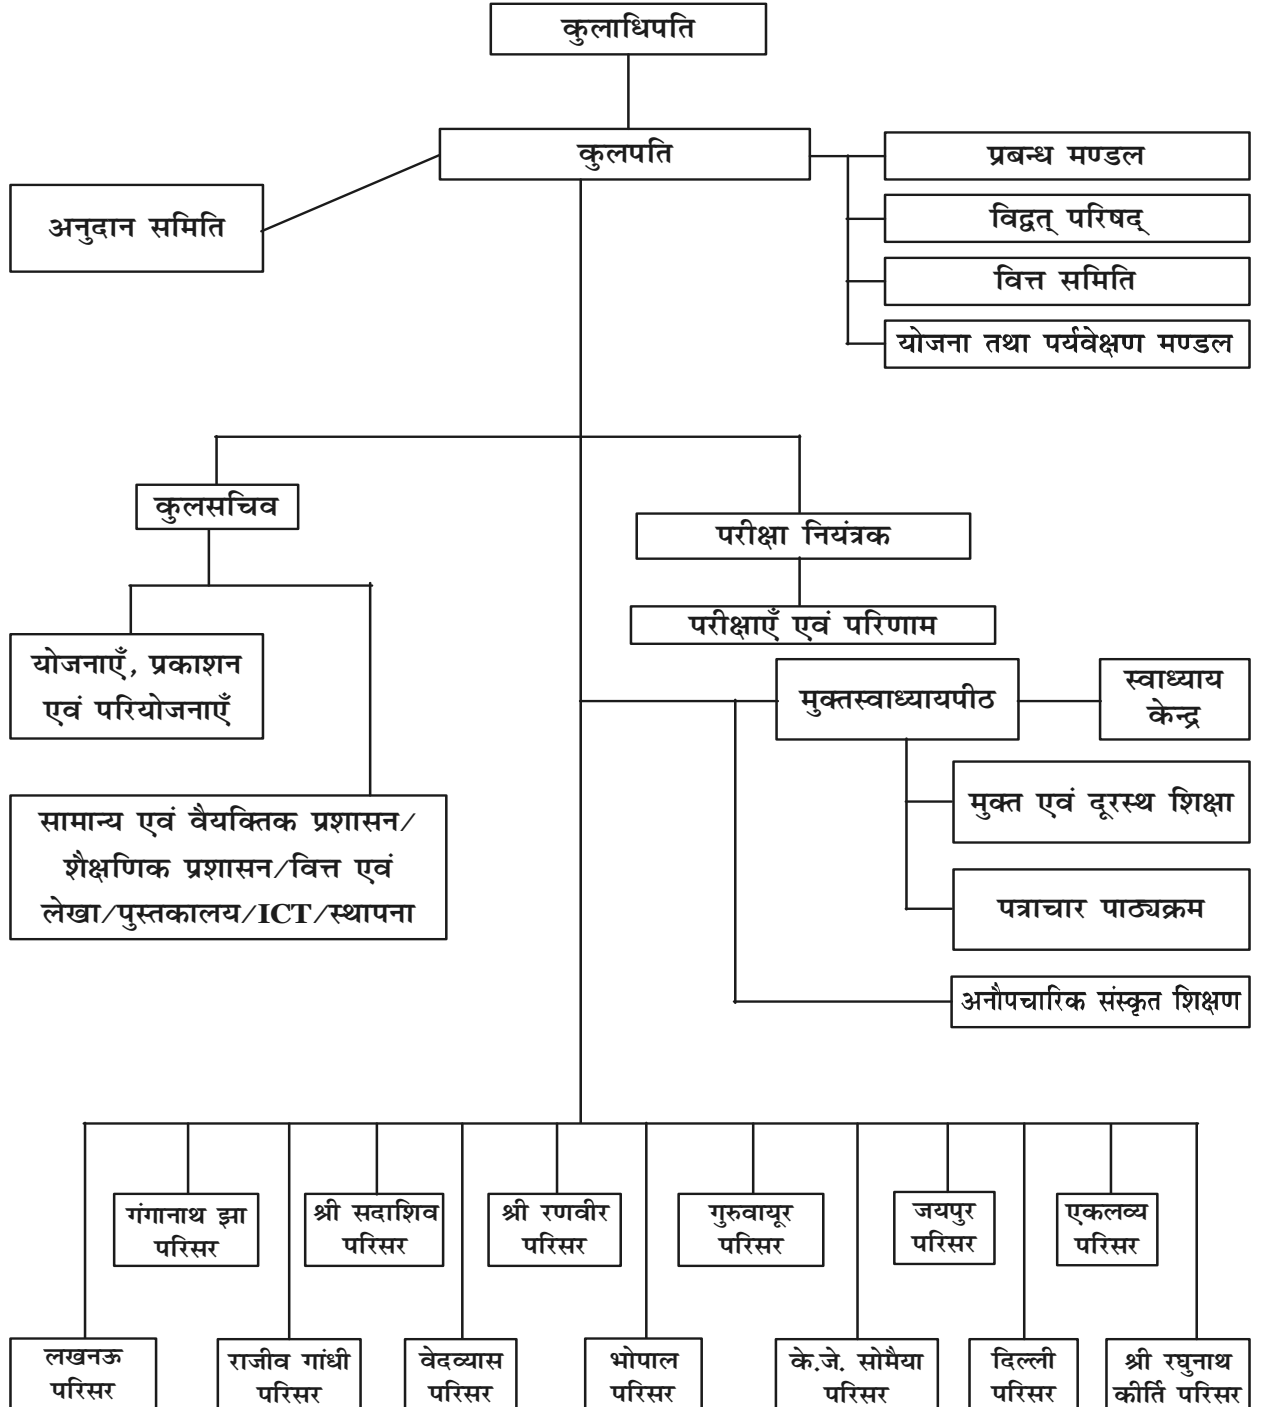 कुलाधिपति
कुलपति
प्रबन्ध मण्डल
अनुदान समिति
विद्वत् परिषद्
वित्त समिति
योजना तथा पर्यवेक्षण मण्डल
कुलसचिव
परीक्षा नियंत्रक
परीक्षाएँ एवं परिणाम
योजनाएँ, प्रकाशन
एवं परियोजनाएँ
मुक्तस्वाध्यायपीठ
स्वाध्याय
केन्द्र
मुक्त एवं दूरस्थ शिक्षा
सामान्य एवं वैयक्तिक प्रशासन/
शैक्षणिक प्रशासन/वित्त एवं
लेखा/पुस्तकालय/ICT/स्थापना
पत्राचार पाठ्यक्रम
अनौपचारिक संस्कृत शिक्षण
गंगानाथ झा
परिसर
श्री सदाशिव
परिसर
श्री रणवीर
परिसर
गुरुवायूर
परिसर
जयपुर
परिसर
एकलव्य
परिसर
लखनऊ
परिसर
राजीव गांधी
परिसर
वेदव्यास
परिसर
भोपाल
परिसर
के.जे. सोमैया
परिसर
दिल्ली
परिसर
श्री रघुनाथ
कीर्ति परिसर